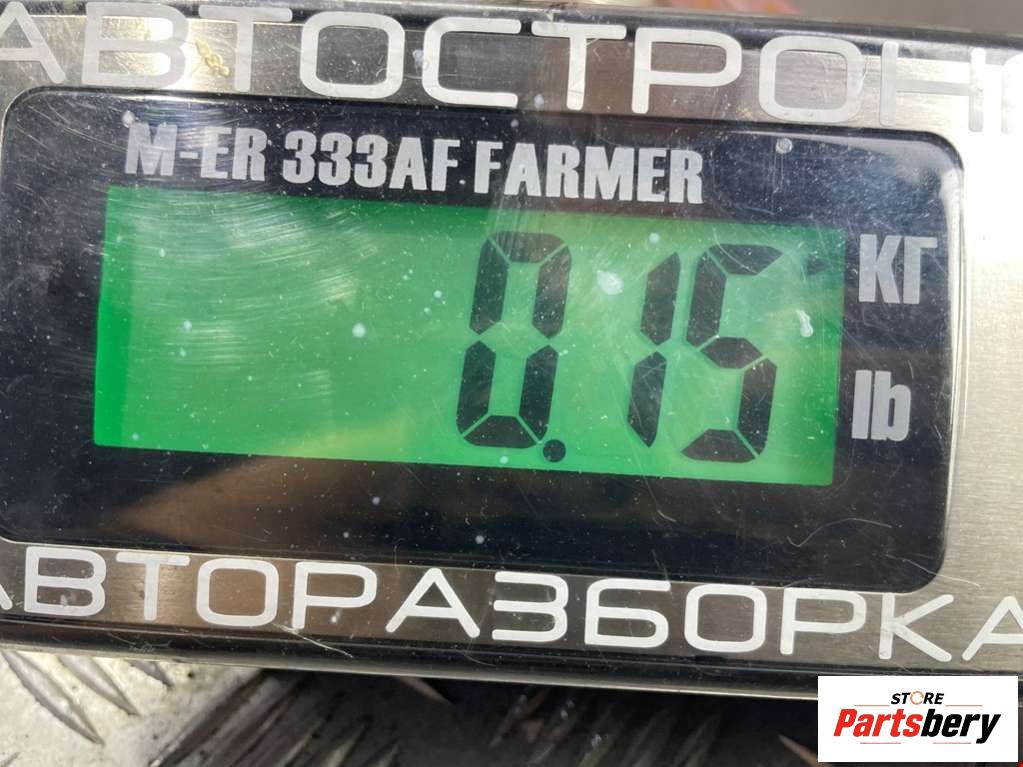 АВТОСТРОН
M-ER 333AF FARMER
0.15
КГ
lb
АВТОРАЗБОРКА
STORE
Partsbery